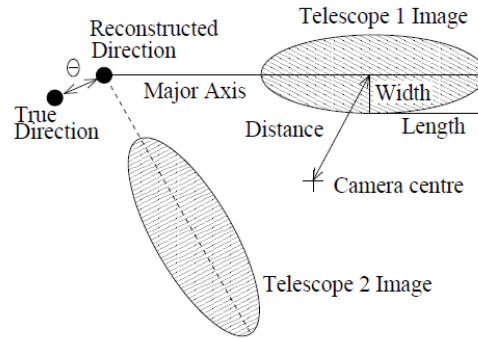 Reconstructed
Direction
Telescope 1 Image
Θ
Major Axis
Width
True
Direction
Distance
Length
Camera centre
Telescope 2 Image